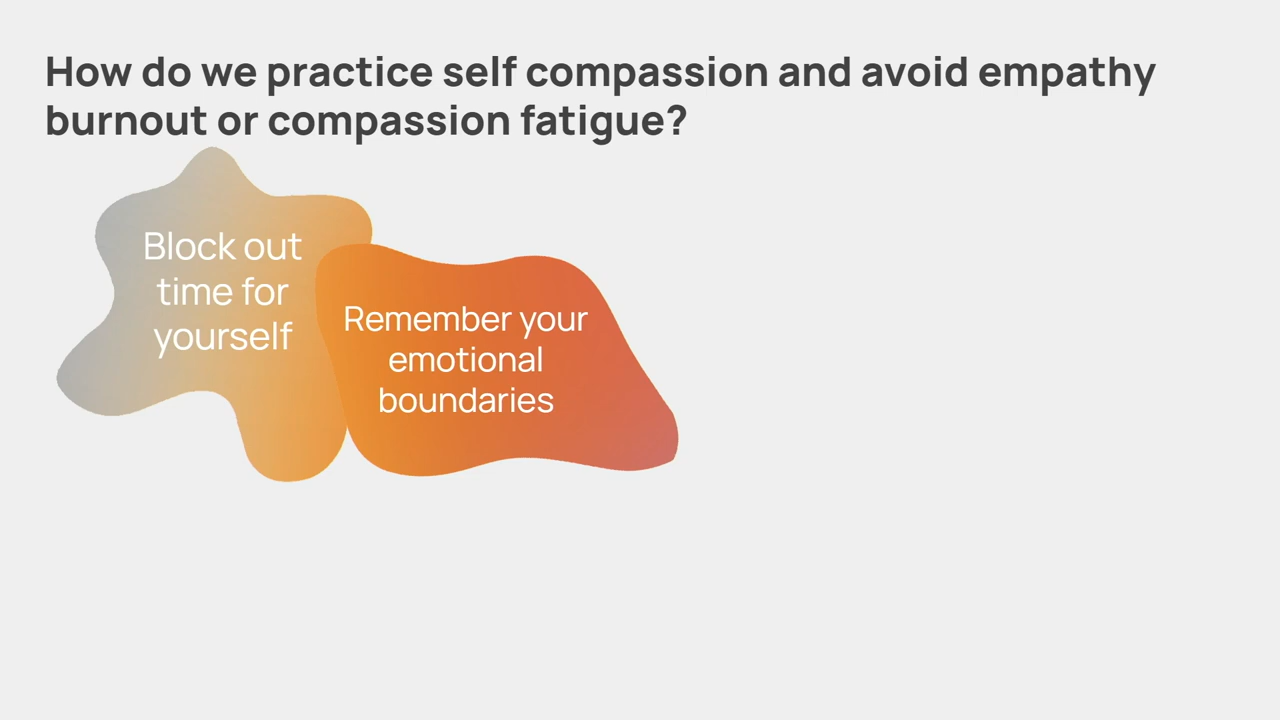 How do we practice self compassion and avoid empathy
burnout or compassion fatigue?
Block out
time for
yourself
Remember your
emotional
boundaries